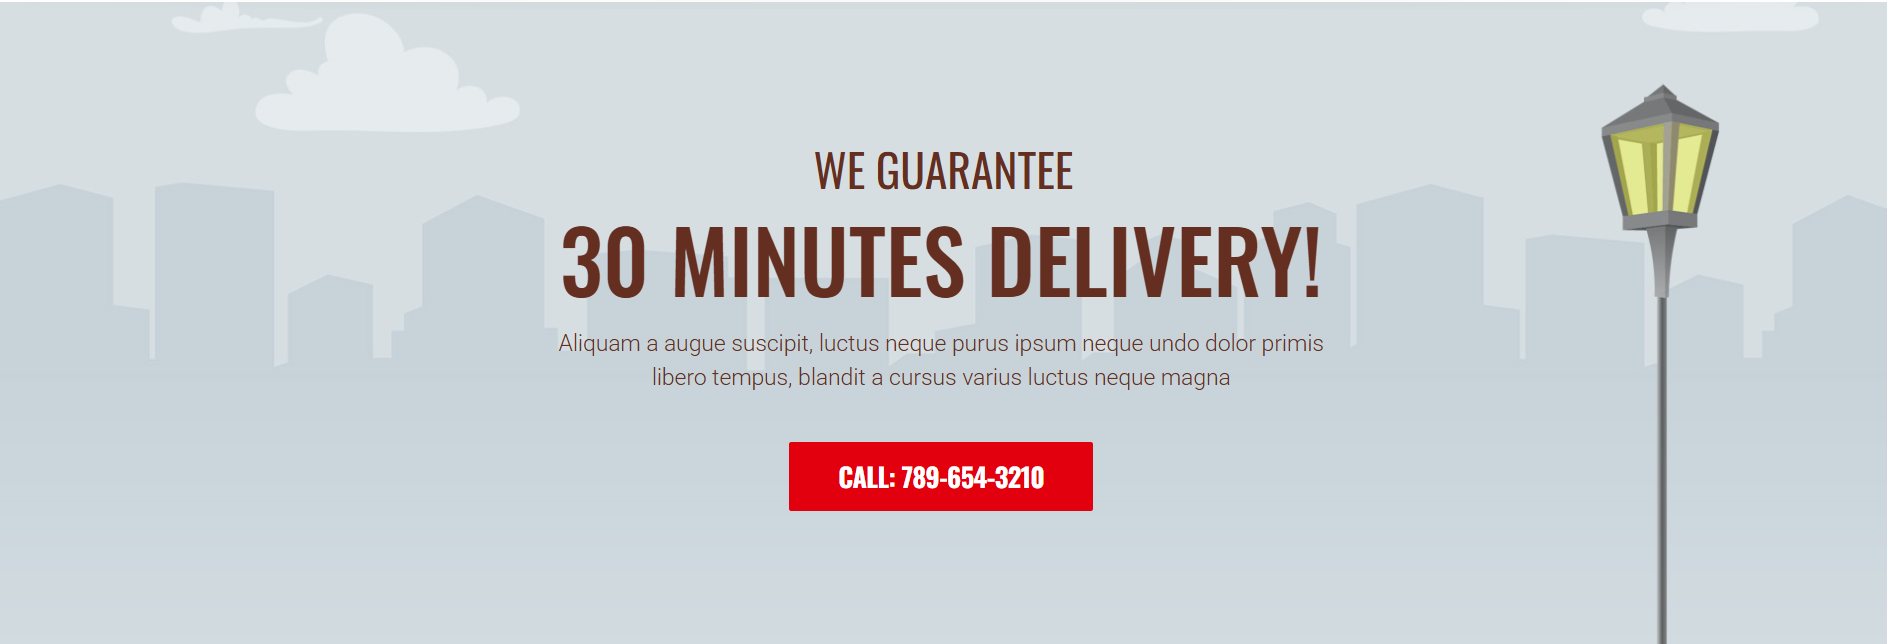 WE GUARANTEE
30 MINUTES DELIVERY!
Aliquam a augue suscipit, luctus neque purus ipsum neque undo dolor primis
libero tempus, blandit a cursus varius luctus neque magna
CALL: 789-654-3210